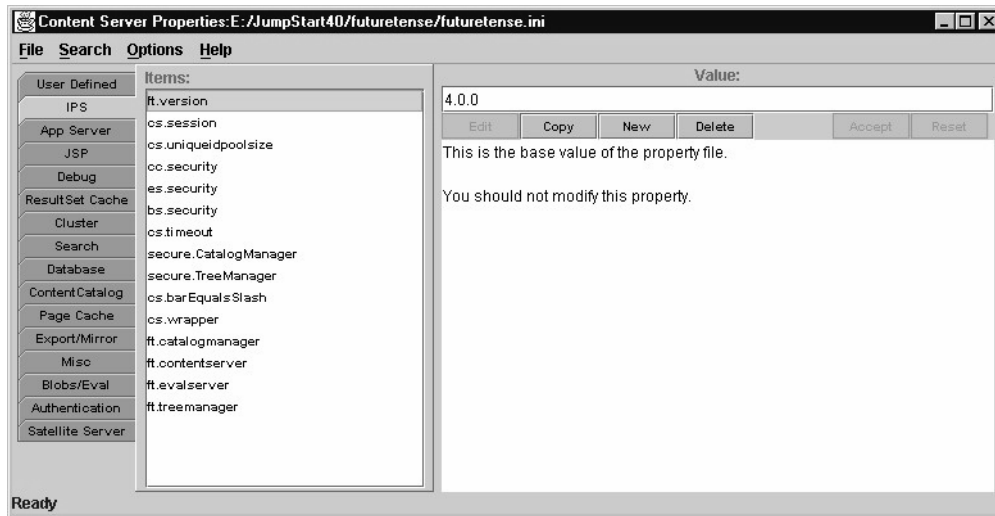 Content Server Properties:E:/JumpStart40/futuretense/futuretense.ini
File Search Options Help
User Defined
IPS
App Server
JSP
Debug
ResultSet Cache
Cluster
Search
Database
ContentCatalog
Page Cache
Export/Mirror
Misc
Blobs/Eval
Authentication
Satellite Server
Items:
ft.version
cs.session
cs.uniqueidpoolsize
cc.security
es.security
bs.security
cs.timeout
secure.CatalogManager
secure.TreeManager
cs.barEqualsSlash
cs.wrapper
ft.catalogmanager
ft.contentserver
ft.evalserver
ft.treemanager
Value:
4.0.0
Edit Copy New Delete Accept Reset
This is the base value of the property file.
You should not modify this property.
Ready